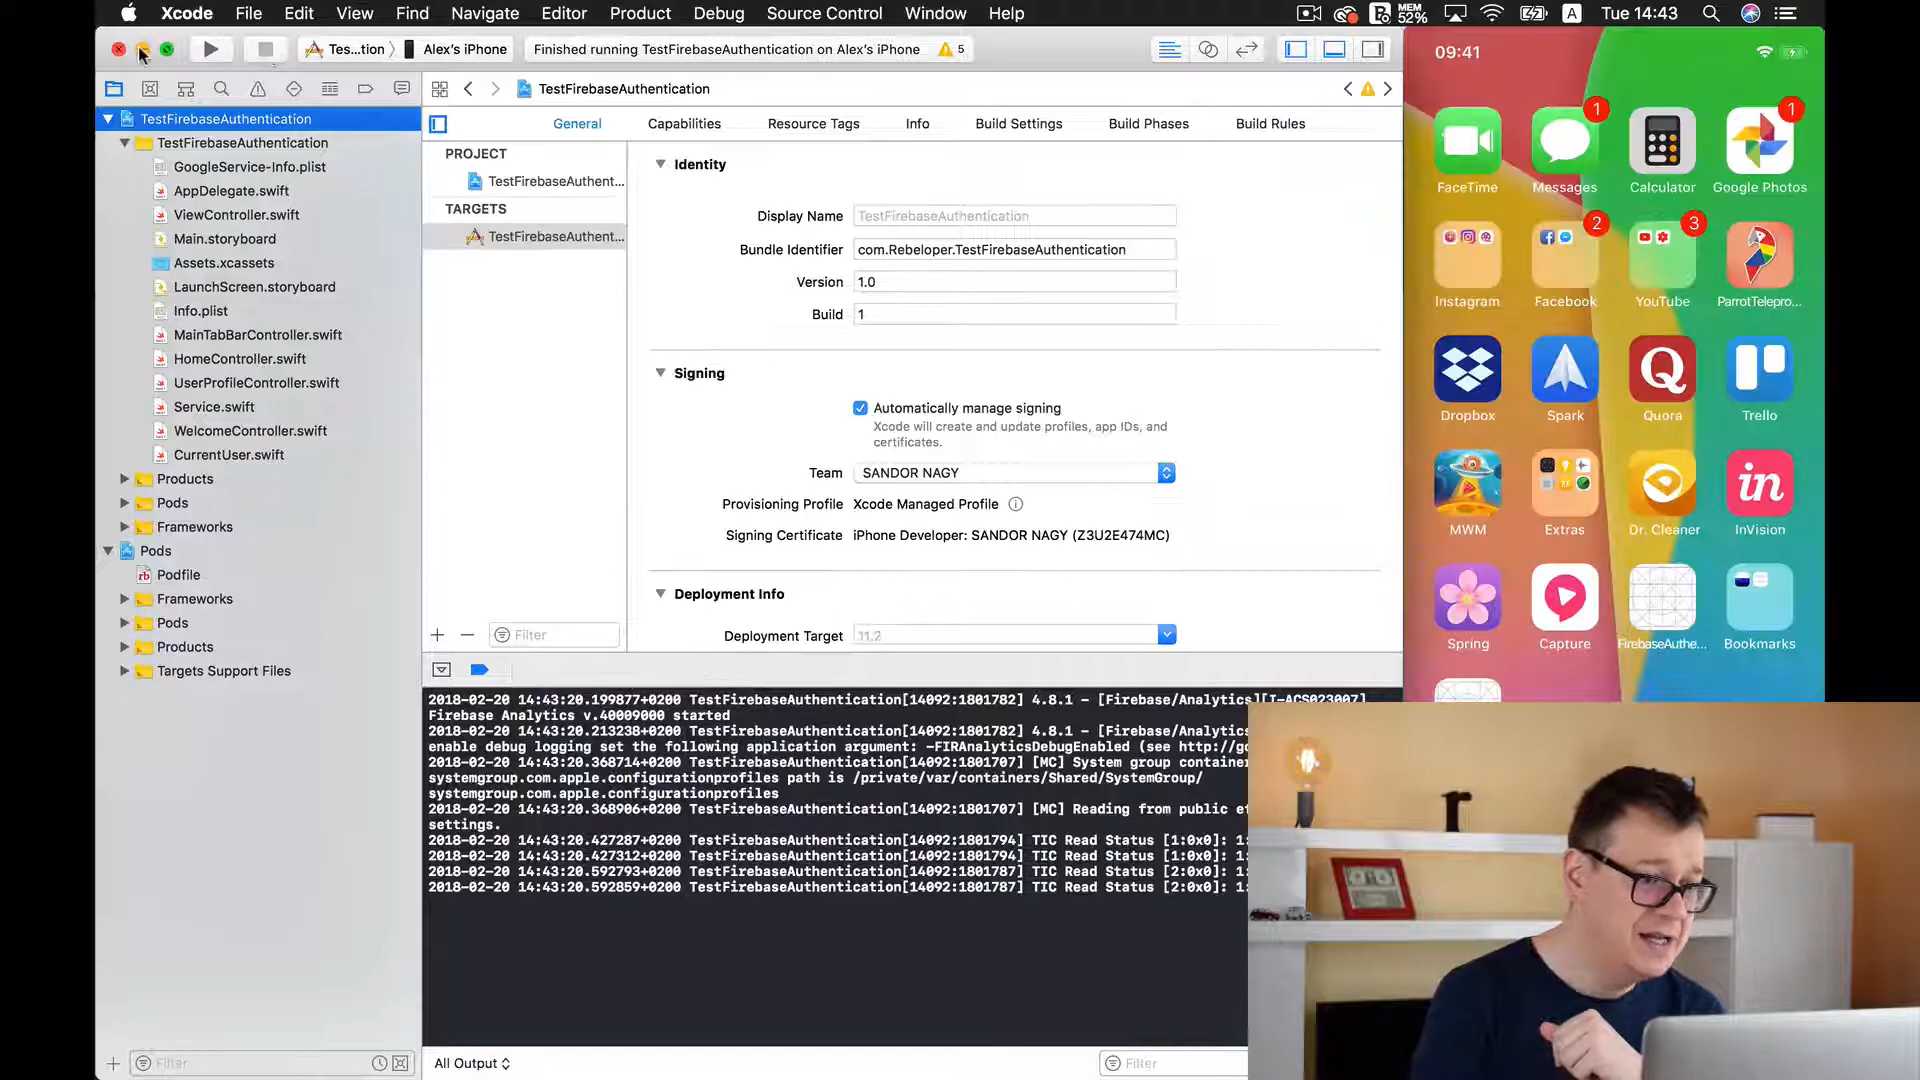 Xcode File Edit View Find Navigate Editor Product Debug Source Control Window Help
MEM 52% A Tue 14:43
Tes...tion Alex's iPhone Finished running TestFirebaseAuthentication on Alex's iPhone 5
TestFirebaseAuthentication
TestFirebaseAuthentication
GoogleService-Info.plist
AppDelegate.swift
ViewController.swift
Main.storyboard
Assets.xcassets
LaunchScreen.storyboard
Info.plist
MainTabBarController.swift
HomeController.swift
UserProfileController.swift
Service.swift
WelcomeController.swift
CurrentUser.swift
Products
Pods
Frameworks
Pods
rb Podfile
Frameworks
Pods
Products
Targets Support Files
Filter
TestFirebaseAuthentication
General Capabilities Resource Tags Info Build Settings Build Phases Build Rules
PROJECT
TestFirebaseAuthent...
TARGETS
TestFirebaseAuthent...
Filter
Identity
Display Name TestFirebaseAuthentication
Bundle Identifier com.Rebeloper.TestFirebaseAuthentication
Version 1.0
Build 1
Signing
Automatically manage signing
Xcode will create and update profiles, app IDs, and
certificates.
Team SANDOR NAGY
Provisioning Profile Xcode Managed Profile
Signing Certificate iPhone Developer: SANDOR NAGY (Z3U2E474MC)
Deployment Info
Deployment Target 11.2
2018-02-20 14:43:20.199877+0200 TestFirebaseAuthentication[14092:1801782] 4.8.1 - [Firebase/Analytics][I-ACS023007]
Firebase Analytics v.40009000 started
2018-02-20 14:43:20.213238+0200 TestFirebaseAuthentication[14092:1801782] 4.8.1 - [Firebase/Analytics
enable debug logging set the following application argument: -FIRAnalyticsDebugEnabled (see http://go
2018-02-20 14:43:20.368714+0200 TestFirebaseAuthentication[14092:1801707] [MC] System group container
systemgroup.com.apple.configurationprofiles path is /private/var/containers/Shared/SystemGroup/
systemgroup.com.apple.configurationprofiles
2018-02-20 14:43:20.368906+0200 TestFirebaseAuthentication[14092:1801707] [MC] Reading from public ef
settings.
2018-02-20 14:43:20.427287+0200 TestFirebaseAuthentication[14092:1801794] TIC Read Status [1:0x0]: 1:
2018-02-20 14:43:20.427312+0200 TestFirebaseAuthentication[14092:1801794] TIC Read Status [1:0x0]: 1:
2018-02-20 14:43:20.592793+0200 TestFirebaseAuthentication[14092:1801787] TIC Read Status [2:0x0]: 1:
2018-02-20 14:43:20.592859+0200 TestFirebaseAuthentication[14092:1801787] TIC Read Status [2:0x0]: 1:
All Output Filter
09:41
1 1
FaceTime Messages Calculator Google Photos
2 3
Instagram Facebook YouTube ParrotTelepro...
Dropbox Spark Quora Trello
in
MWM Extras Dr. Cleaner InVision
Spring Capture FirebaseAuthe... Bookmarks